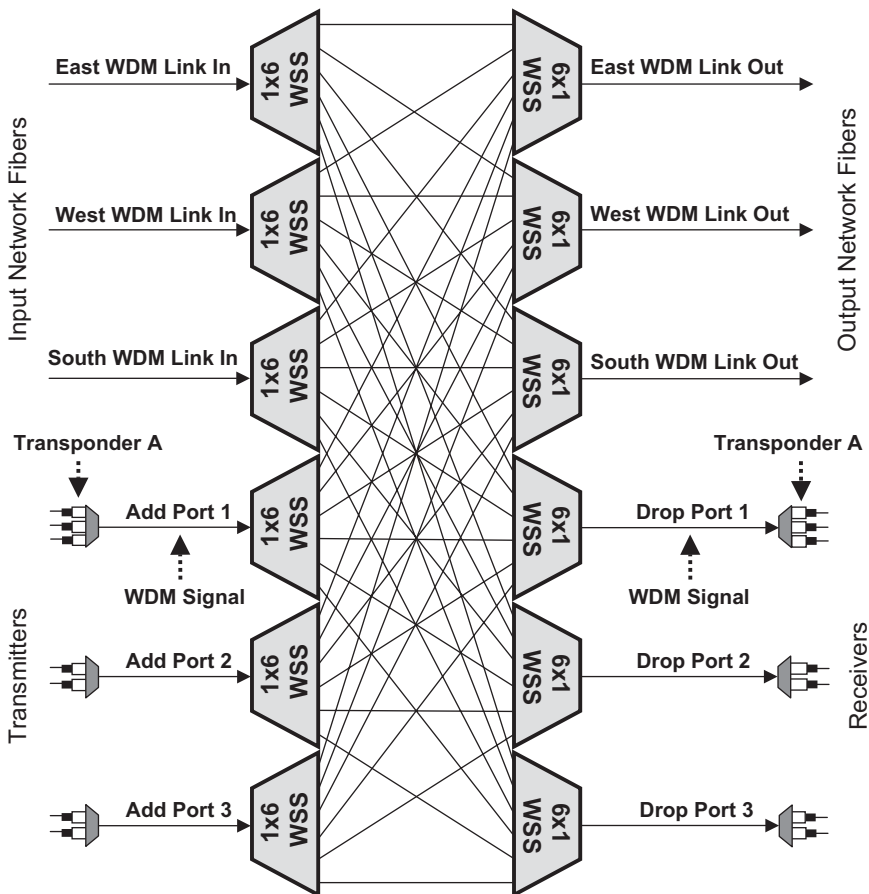 Input Network Fibers
East WDM Link In
1x6
WSS
6x1
WSS
East WDM Link Out
Output Network Fibers
West WDM Link In
1x6
WSS
6x1
WSS
West WDM Link Out
South WDM Link In
1x6
WSS
6x1
WSS
South WDM Link Out
Transponder A
Transponder A
Add Port 1
1x6
WSS
6x1
WSS
Drop Port 1
WDM Signal
WDM Signal
Transmitters
Receivers
Add Port 2
1x6
WSS
6x1
WSS
Drop Port 2
Add Port 3
1x6
WSS
6x1
WSS
Drop Port 3